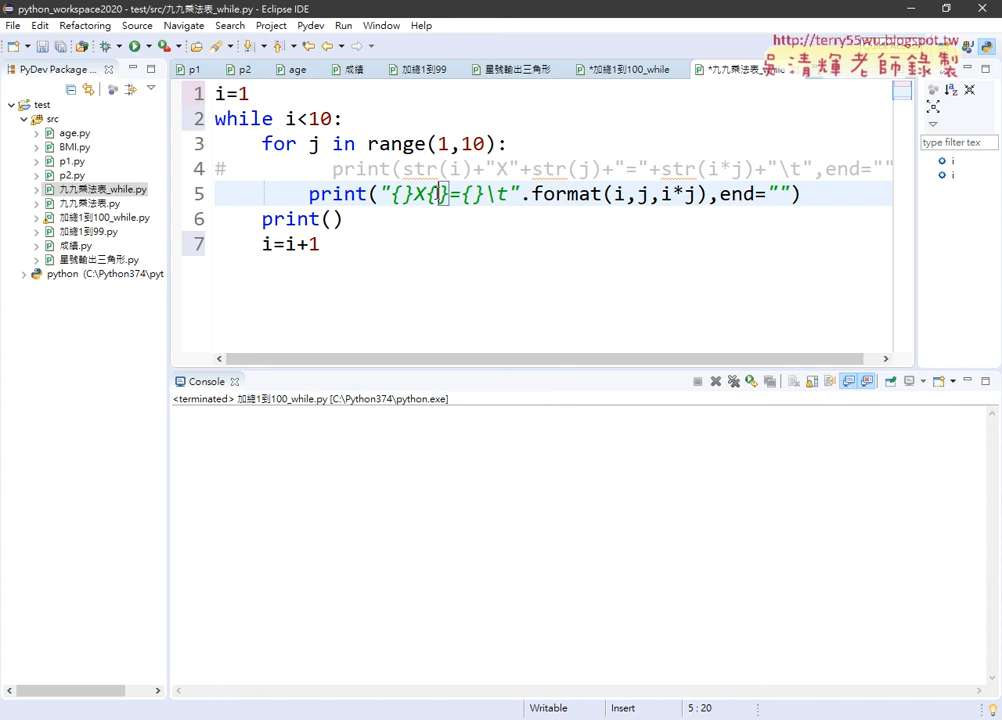 python_workspace2020 - test/src/九九乘法表_while.py - Eclipse IDE
File Edit Refactoring Source Navigate Search Project Pydev Run Window Help
http://terry55wu.blogspot.tw
吳清輝老師錄製
PyDev Package ...
p1 p2 age 成績 加總1到99 星號輸出三角形 *加總1到100_while *九九乘法表_
test
src
age.py
BMI.py
p1.py
p2.py
九九乘法表_while.py
九九乘法表.py
加總1到100_while.py
加總1到99.py
成績.py
星號輸出三角形.py
python (C:\Python374\pyt
1 i=1
2 while i<10:
3 for j in range(1,10):
4 # print(str(i)+"X"+str(j)+"="+str(i*j)+"\t",end=""
5 print("{}X{}={}\t".format(i,j,i*j),end="")
6 print()
7 i=i+1
type filter tex
i
i
Console
<terminated> 加總1到100_while.py [C:\Python374\python.exe]
Writable Insert 5 : 20